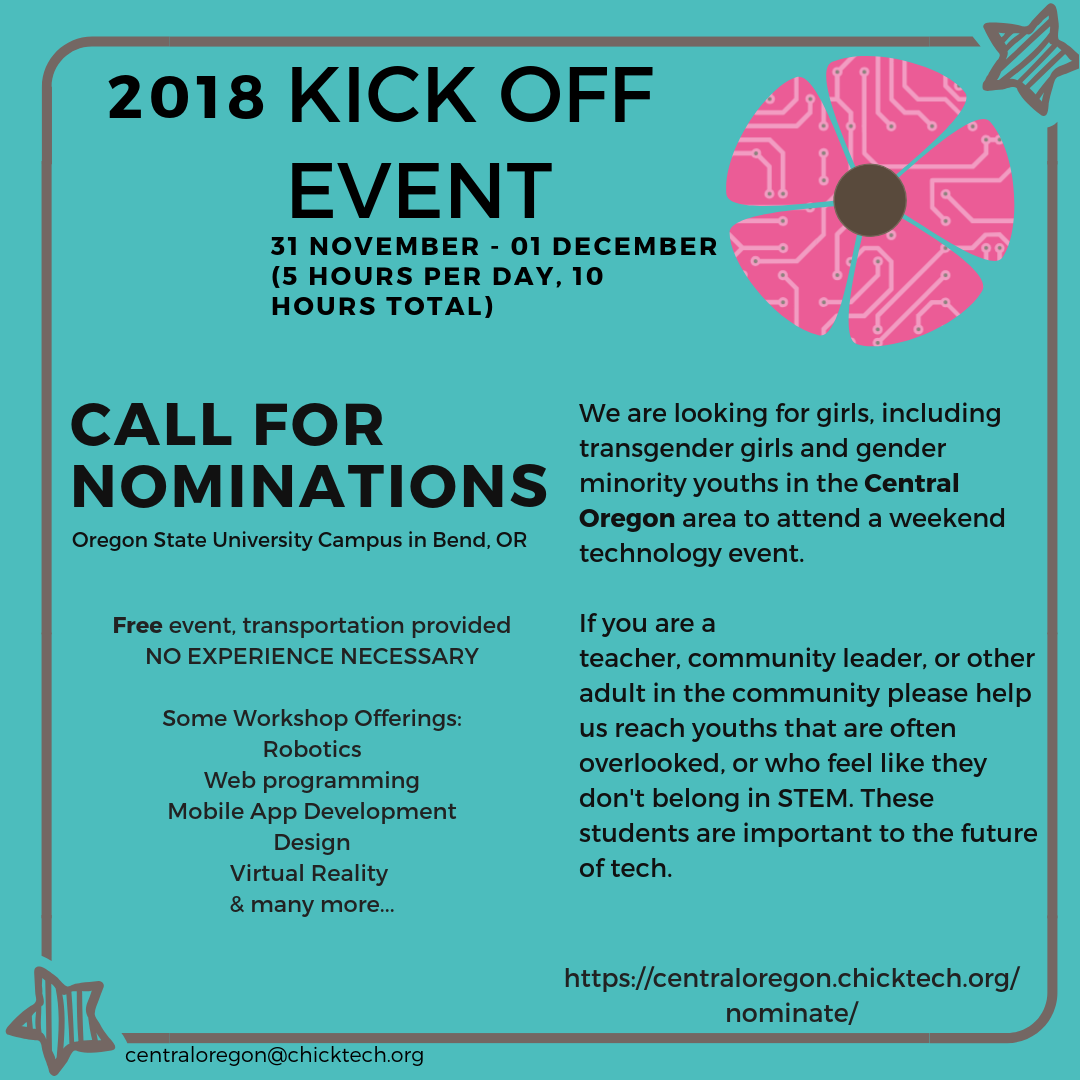 2018 KICK OFF
EVENT
31 NOVEMBER - 01 DECEMBER
(5 HOURS PER DAY, 10
HOURS TOTAL)
CALL FOR
NOMINATIONS
Oregon State University Campus in Bend, OR
Free event, transportation provided
NO EXPERIENCE NECESSARY
Some Workshop Offerings:
Robotics
Web programming
Mobile App Development
Design
Virtual Reality
& many more...
We are looking for girls, including
transgender girls and gender
minority youths in the Central
Oregon area to attend a weekend
technology event.
If you are a
teacher, community leader, or other
adult in the community please help
us reach youths that are often
overlooked, or who feel like they
don't belong in STEM. These
students are important to the future
of tech.
https://centraloregon.chicktech.org/
nominate/
centraloregon@chicktech.org